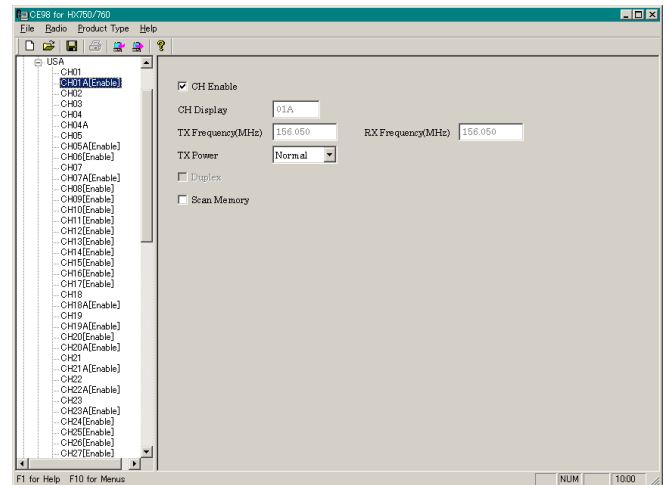 CE98 for HX750/760
File Radio Product Type Help
USA
CH01
CH01A[Enable]
CH02
CH03
CH04
CH04A
CH05
CH05A[Enable]
CH06[Enable]
CH07
CH07A[Enable]
CH08[Enable]
CH09[Enable]
CH10[Enable]
CH11[Enable]
CH12[Enable]
CH13[Enable]
CH14[Enable]
CH15[Enable]
CH16[Enable]
CH17[Enable]
CH18
CH18A[Enable]
CH19
CH19A[Enable]
CH20[Enable]
CH20A[Enable]
CH21
CH21A[Enable]
CH22
CH22A[Enable]
CH23
CH23A[Enable]
CH24[Enable]
CH25[Enable]
CH26[Enable]
CH27[Enable]
CH Enable
CH Display 01A
TX Frequency(MHz) 156.050 RX Frequency(MHz) 156.050
TX Power Normal
Duplex
Scan Memory
F1 for Help F10 for Menus NUM 10:00